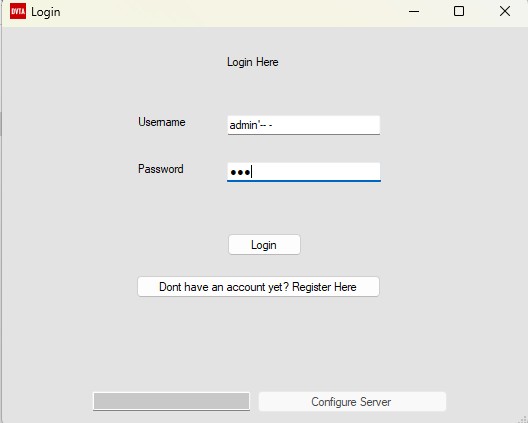 DVTA Login
Login Here
Username admin'-- -
Password •••
Login
Dont have an account yet? Register Here
Configure Server